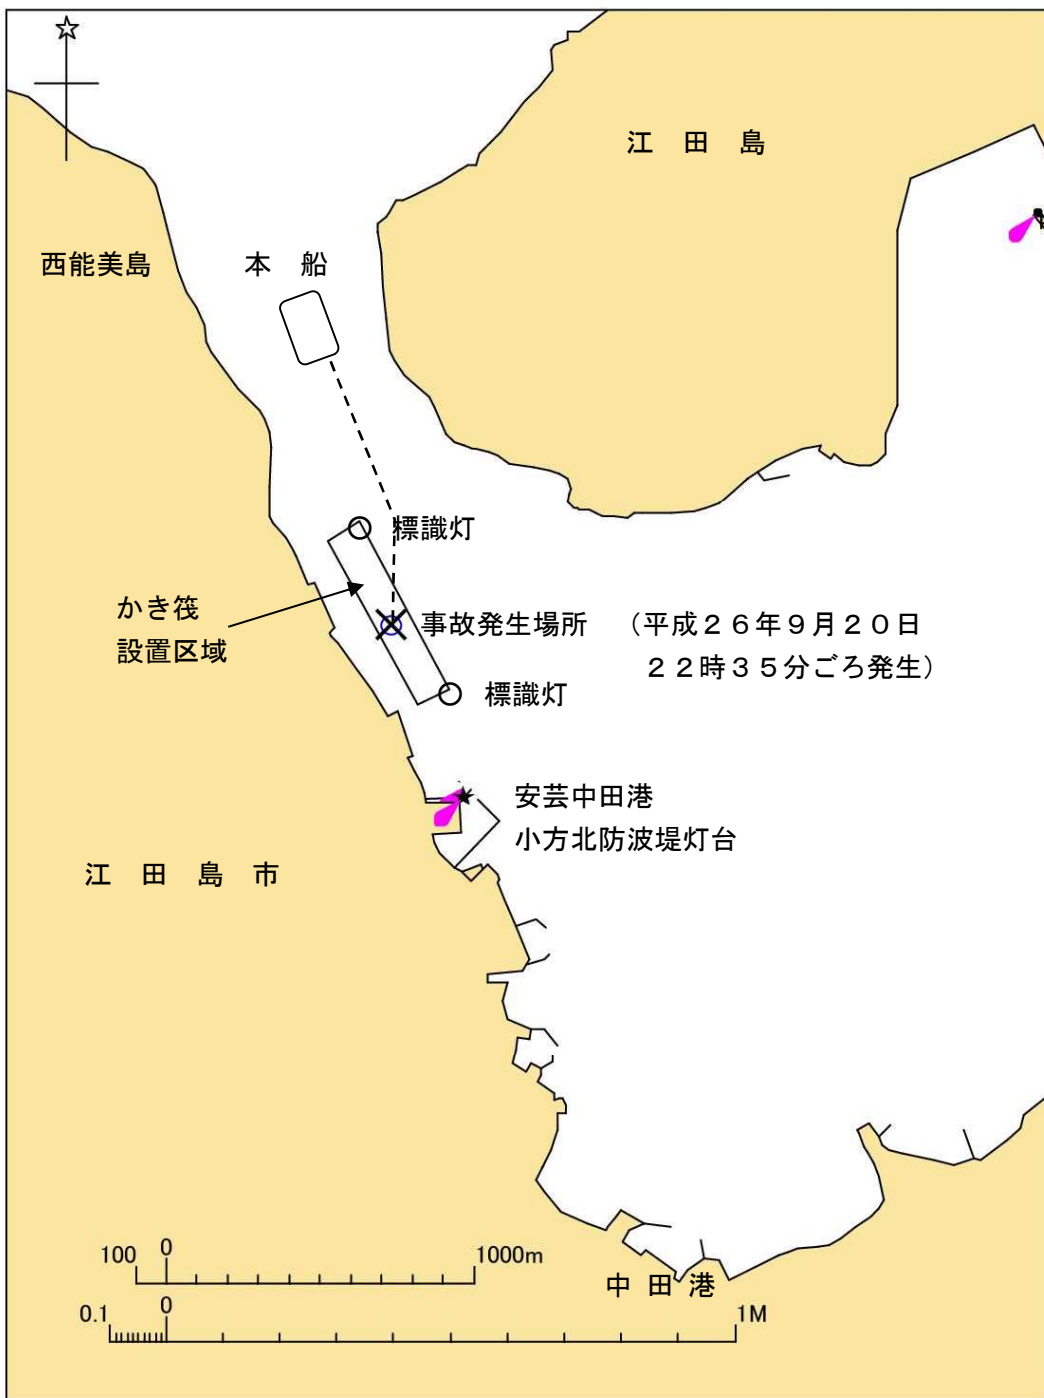 江 田 島
西能美島
本 船
標識灯
かき筏
設置区域
事故発生場所 (平成26年9月20日
22時35分ごろ発生)
標識灯
安芸中田港
小方北防波堤灯台
江 田 島 市
100 0 1000m
中 田 港
0.1 0 1M